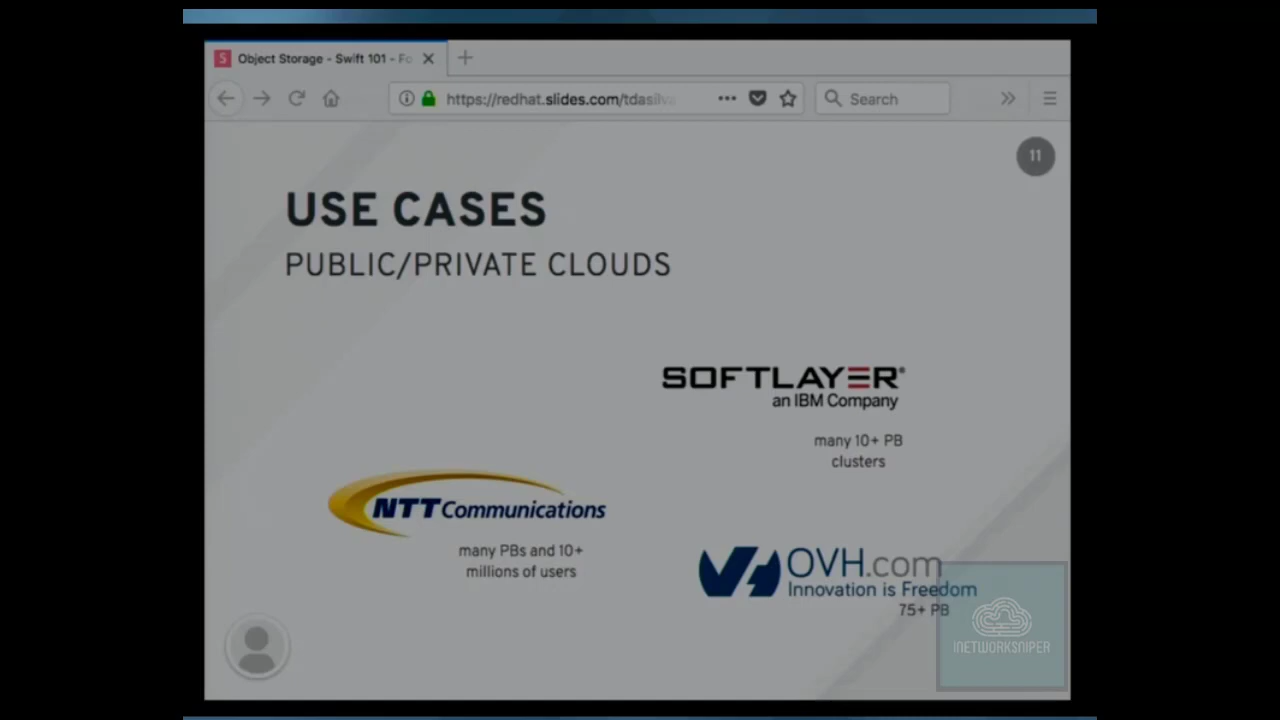 Object Storage - Swift 101 - Fo
https://redhat.slides.com/tdasilva
Search
11
USE CASES
PUBLIC/PRIVATE CLOUDS
SOFTLAYER®
an IBM Company
many 10+ PB
clusters
NTT Communications
many PBs and 10+
millions of users
OVH.com
Innovation is Freedom
75+ PB
INETWORKSNIPER